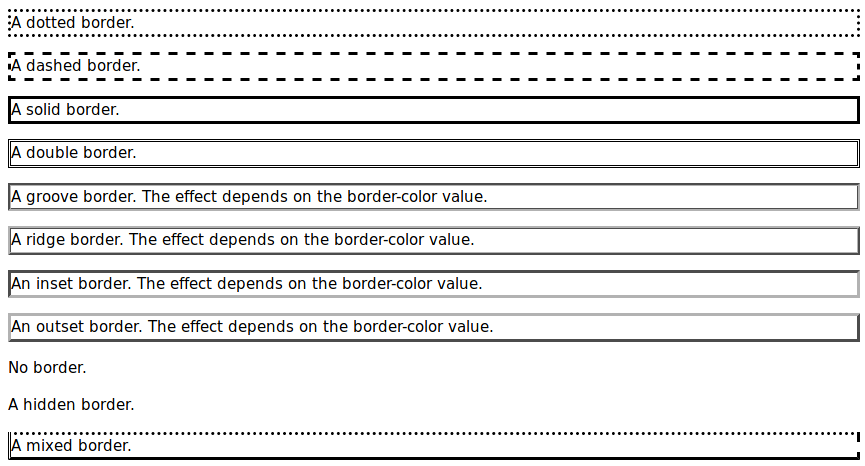 A dotted border.
A dashed border.
A solid border.
A double border.
A groove border. The effect depends on the border-color value.
A ridge border. The effect depends on the border-color value.
An inset border. The effect depends on the border-color value.
An outset border. The effect depends on the border-color value.
No border.
A hidden border.
A mixed border.